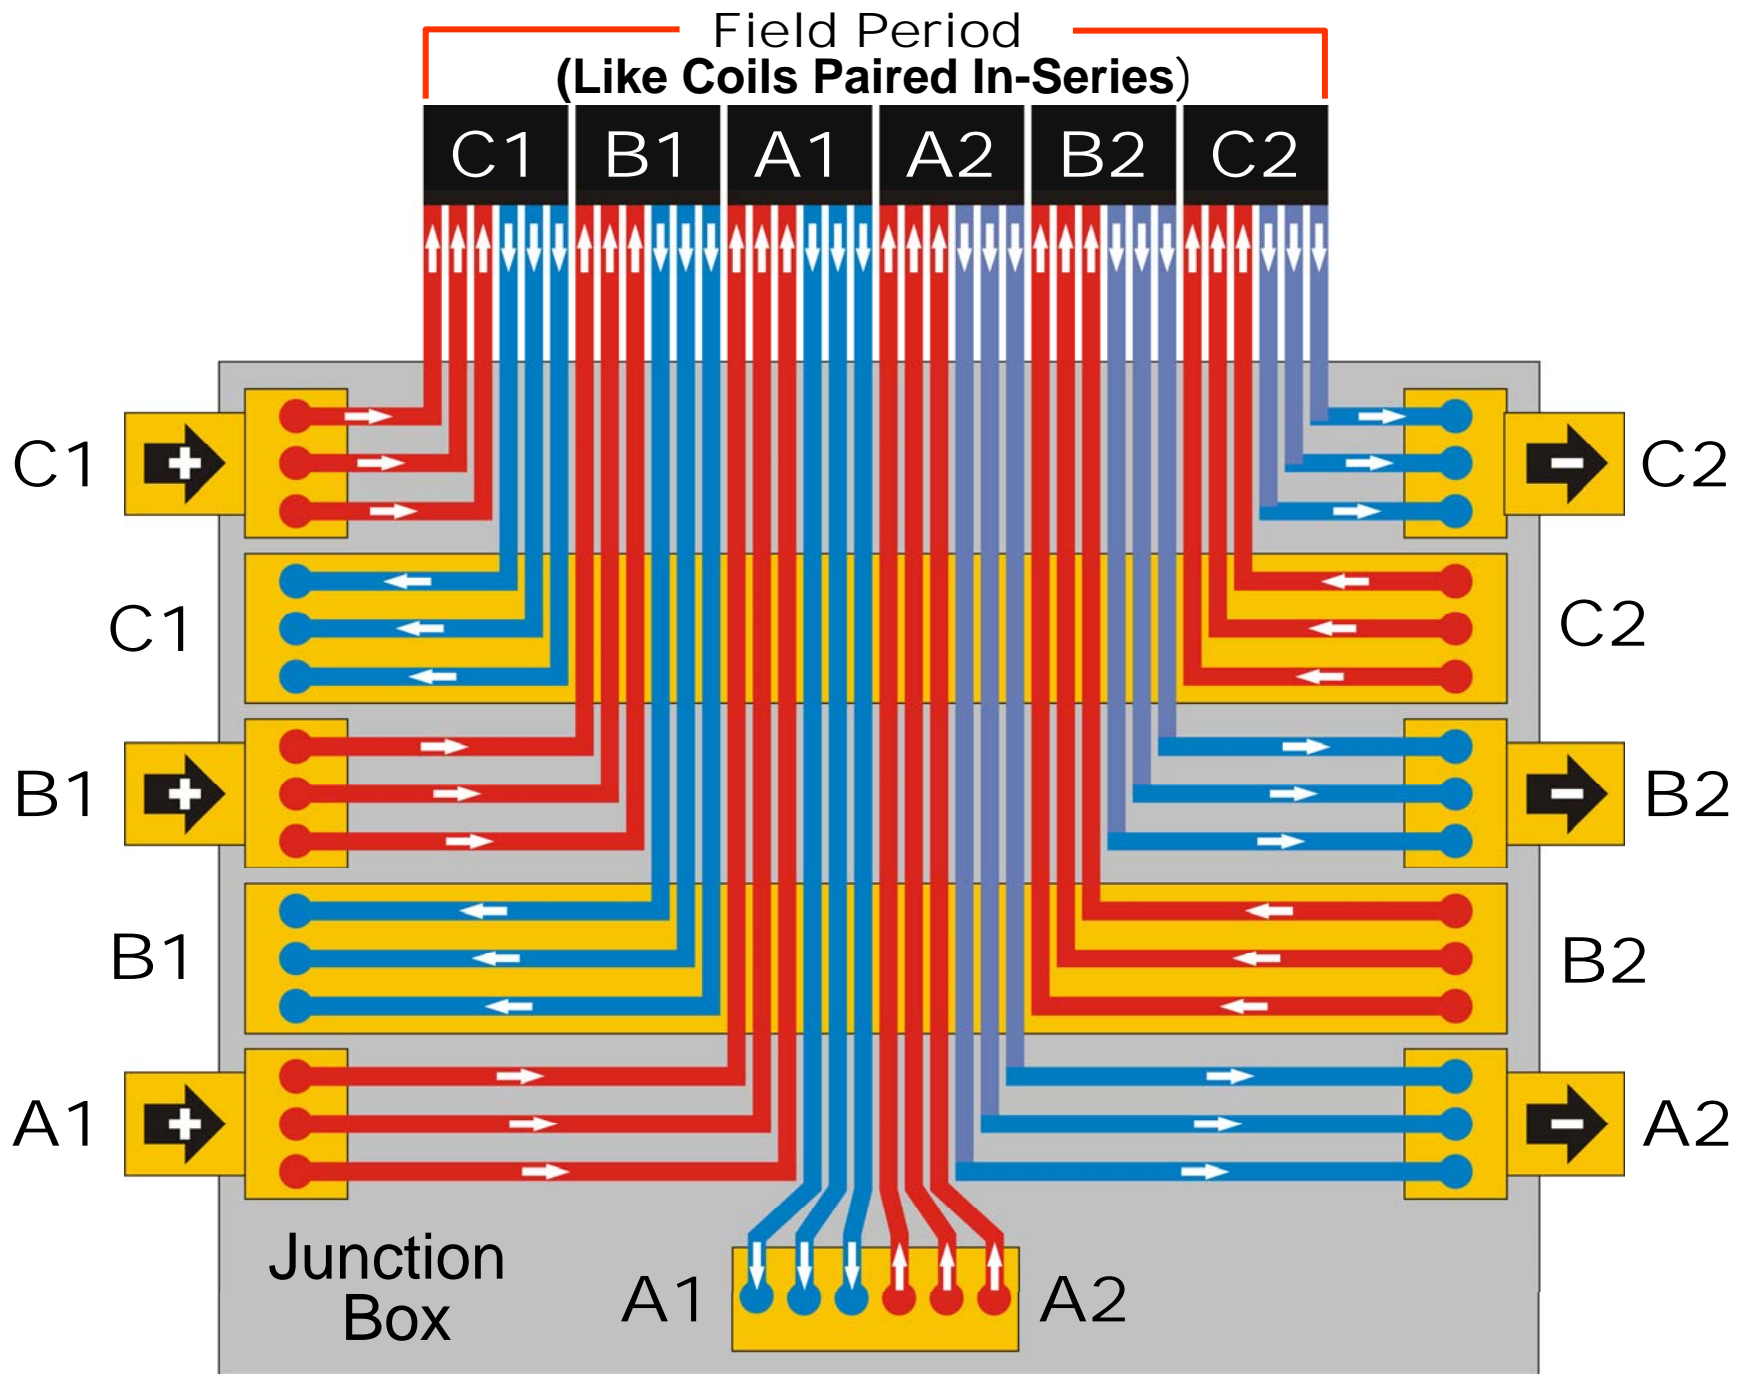 Field Period
(Like Coils Paired In-Series)
C1 B1 A1 A2 B2 C2
C1 + - C2
C1 C2
B1 + - B2
B1 B2
A1 + - A2
Junction
Box
A1 A2